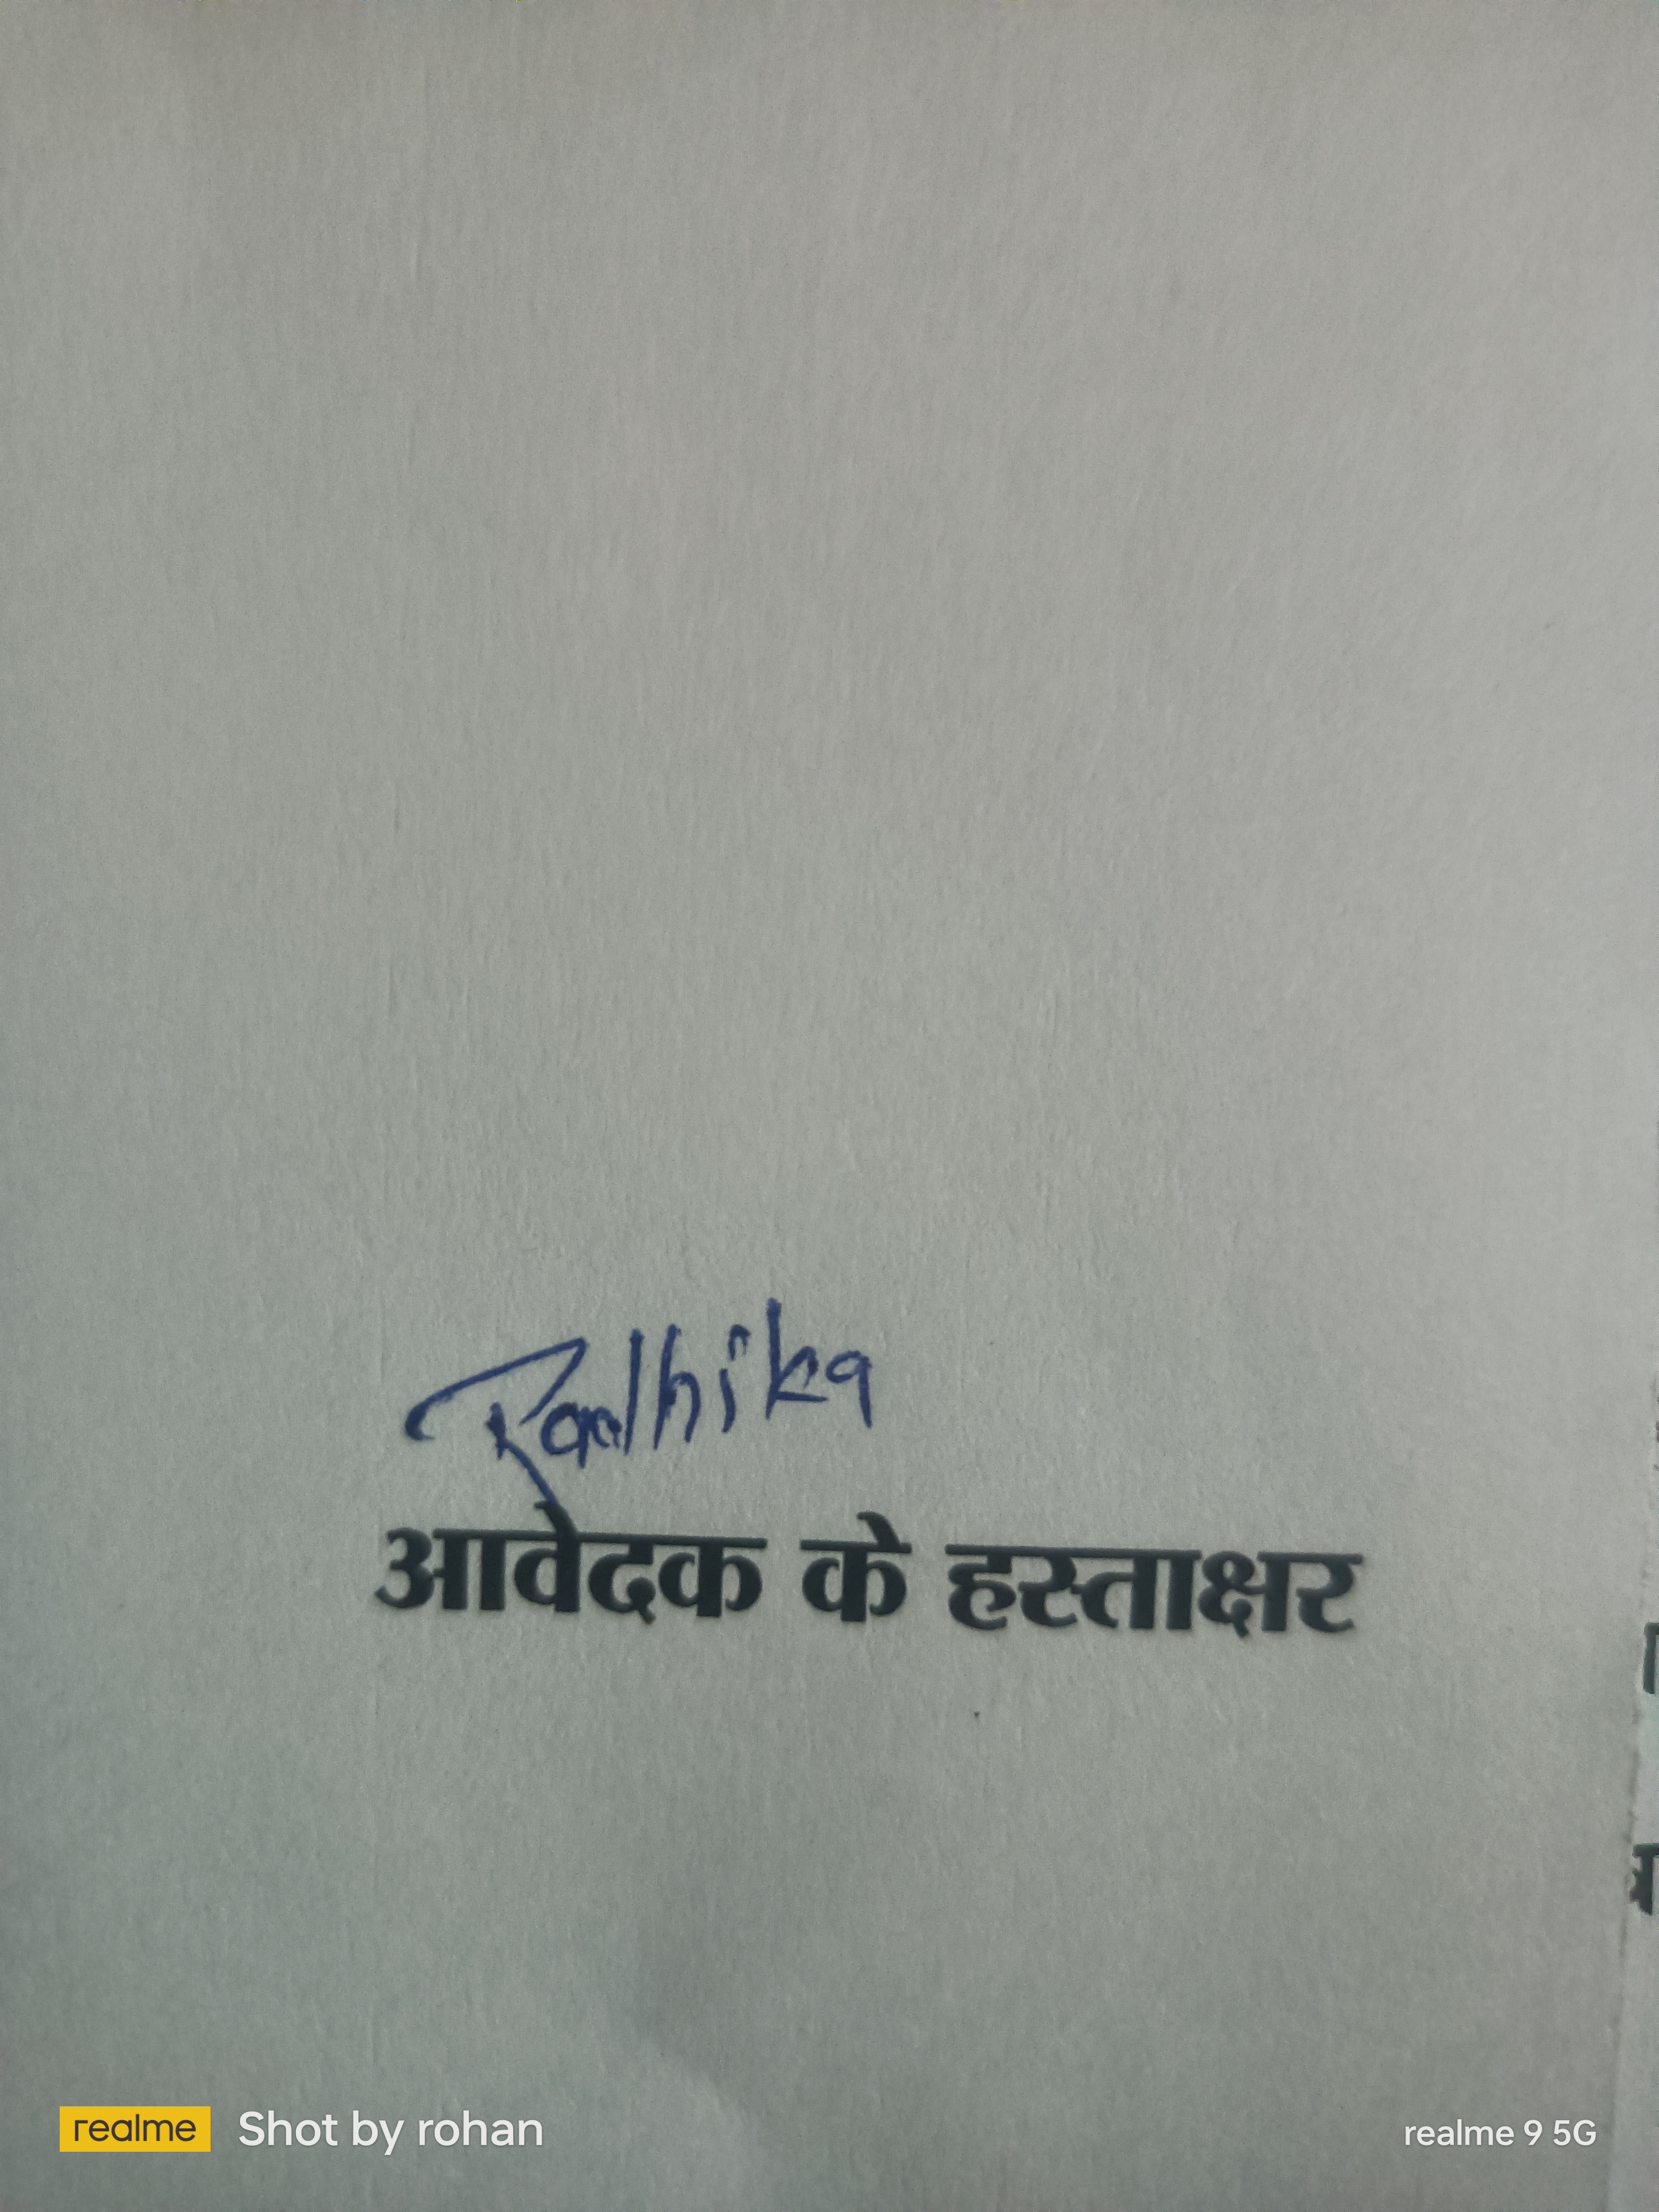 Radhika
आवेदक के हस्ताक्षर
realme Shot by rohan
realme 9 5G